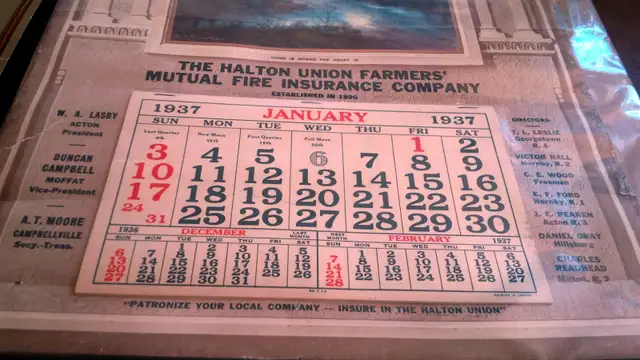 "HOME IS WHERE THE HEART IS"
THE HALTON UNION FARMERS'
MUTUAL FIRE INSURANCE COMPANY
ESTABLISHED IN 1890
W. A. LASBY
ACTON
President
DUNCAN
CAMPBELL
MOFFAT
Vice-President
A. T. MOORE
CAMPBELLVILLE
Secy.-Treas.
1937 JANUARY 1937
SUN MON TUE WED THU FRI SAT
Last Quarter 4th New Moon 12th First Quarter 19th Full Moon 26th
1 2
3 4 5 6 7 8 9
10 11 12 13 14 15 16
17 18 19 20 21 22 23
24 31 25 26 27 28 29 30
1936 DECEMBER LAST MONTH
SUN MON TUE WED THU FRI SAT
1 2 3 4 5
6 7 8 9 10 11 12
13 14 15 16 17 18 19
20 21 22 23 24 25 26
27 28 29 30 31
NEXT MONTH FEBRUARY 1937
SUN MON TUE WED THU FRI SAT
1 2 3 4 5 6
7 8 9 10 11 12 13
14 15 16 17 18 19 20
21 22 23 24 25 26 27
28
DIRECTORS:
T. L. LESLIE
Georgetown
R. 4
VICTOR HALL
Hornby, R. 2
C. E. WOOD
Freeman
E. F. FORD
Hornby, R. 1
J. E. PEAREN
Acton R. 3
DANIEL GRAY
Hillsburg
CHARLES
READHEAD
Milton, R. 2
"PATRONIZE YOUR LOCAL COMPANY — INSURE IN THE HALTON UNION"